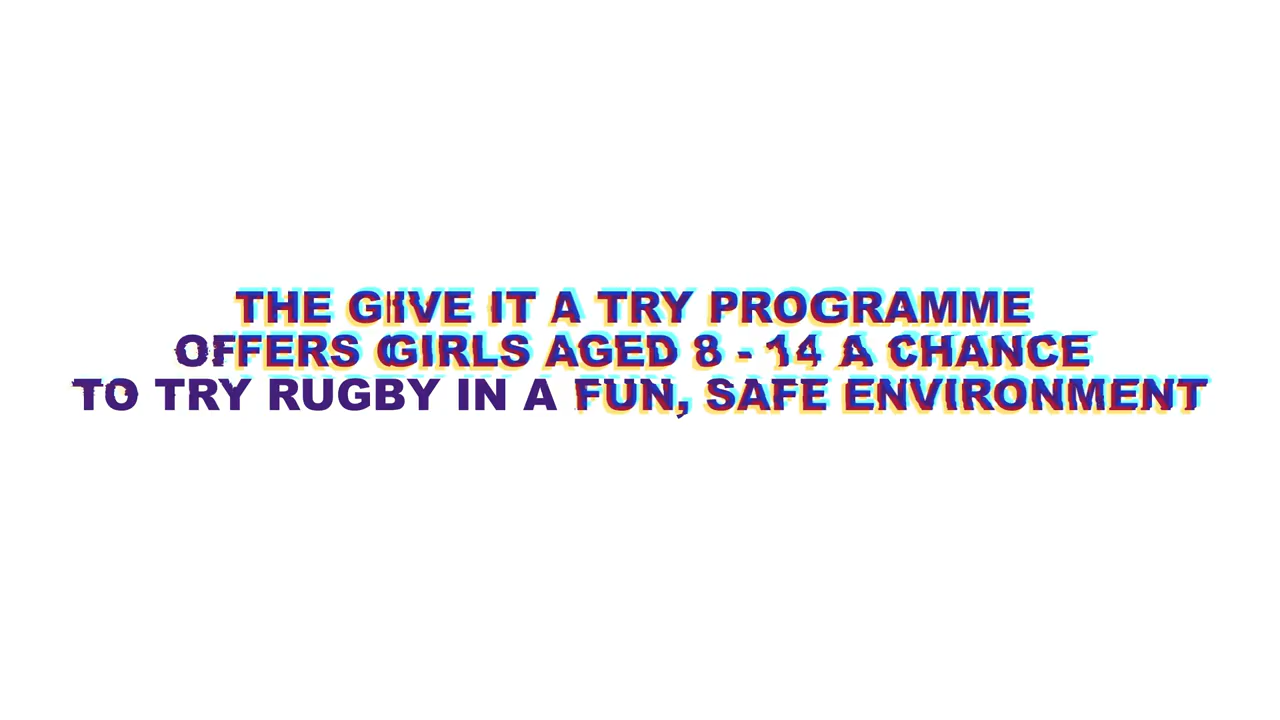 THE GIVE IT A TRY PROGRAMME
OFFERS GIRLS AGED 8 - 14 A CHANCE
TO TRY RUGBY IN A FUN, SAFE ENVIRONMENT